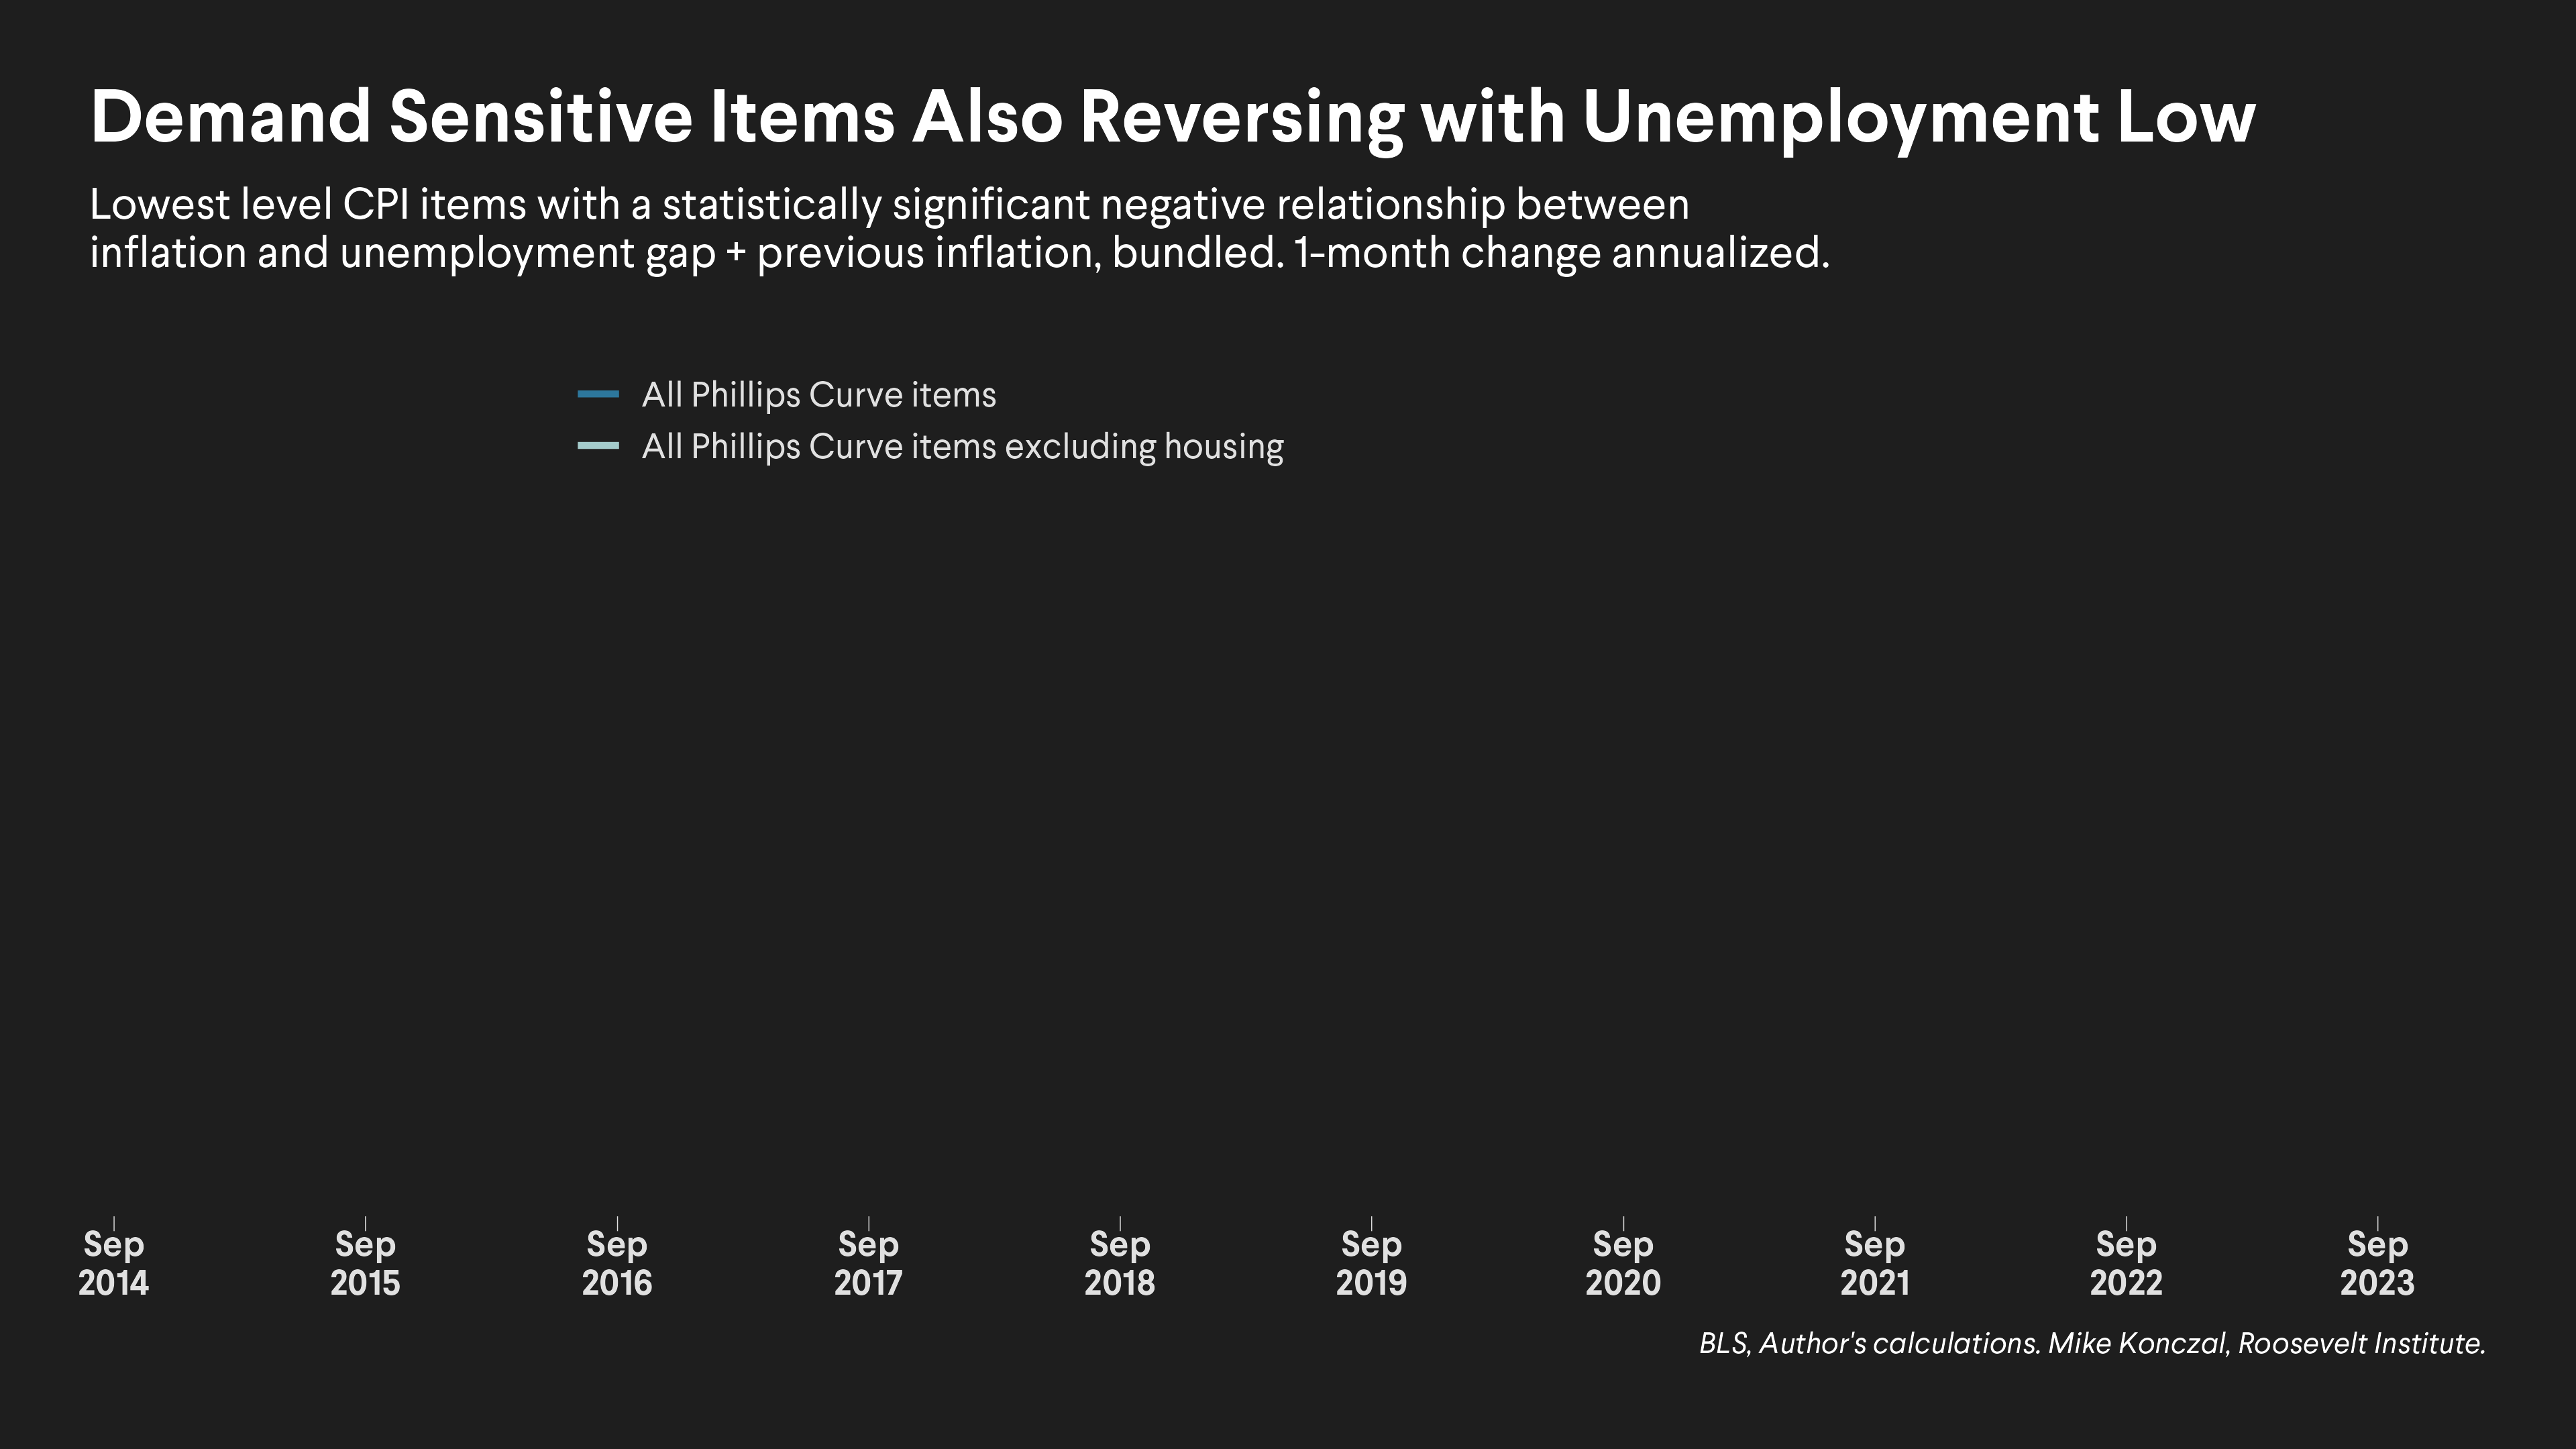 Demand Sensitive Items Also Reversing with Unemployment Low
Lowest level CPI items with a statistically significant negative relationship between
inflation and unemployment gap + previous inflation, bundled. 1-month change annualized.
All Phillips Curve items
All Phillips Curve items excluding housing
Sep 2014
Sep 2015
Sep 2016
Sep 2017
Sep 2018
Sep 2019
Sep 2020
Sep 2021
Sep 2022
Sep 2023
BLS, Author's calculations. Mike Konczal, Roosevelt Institute.